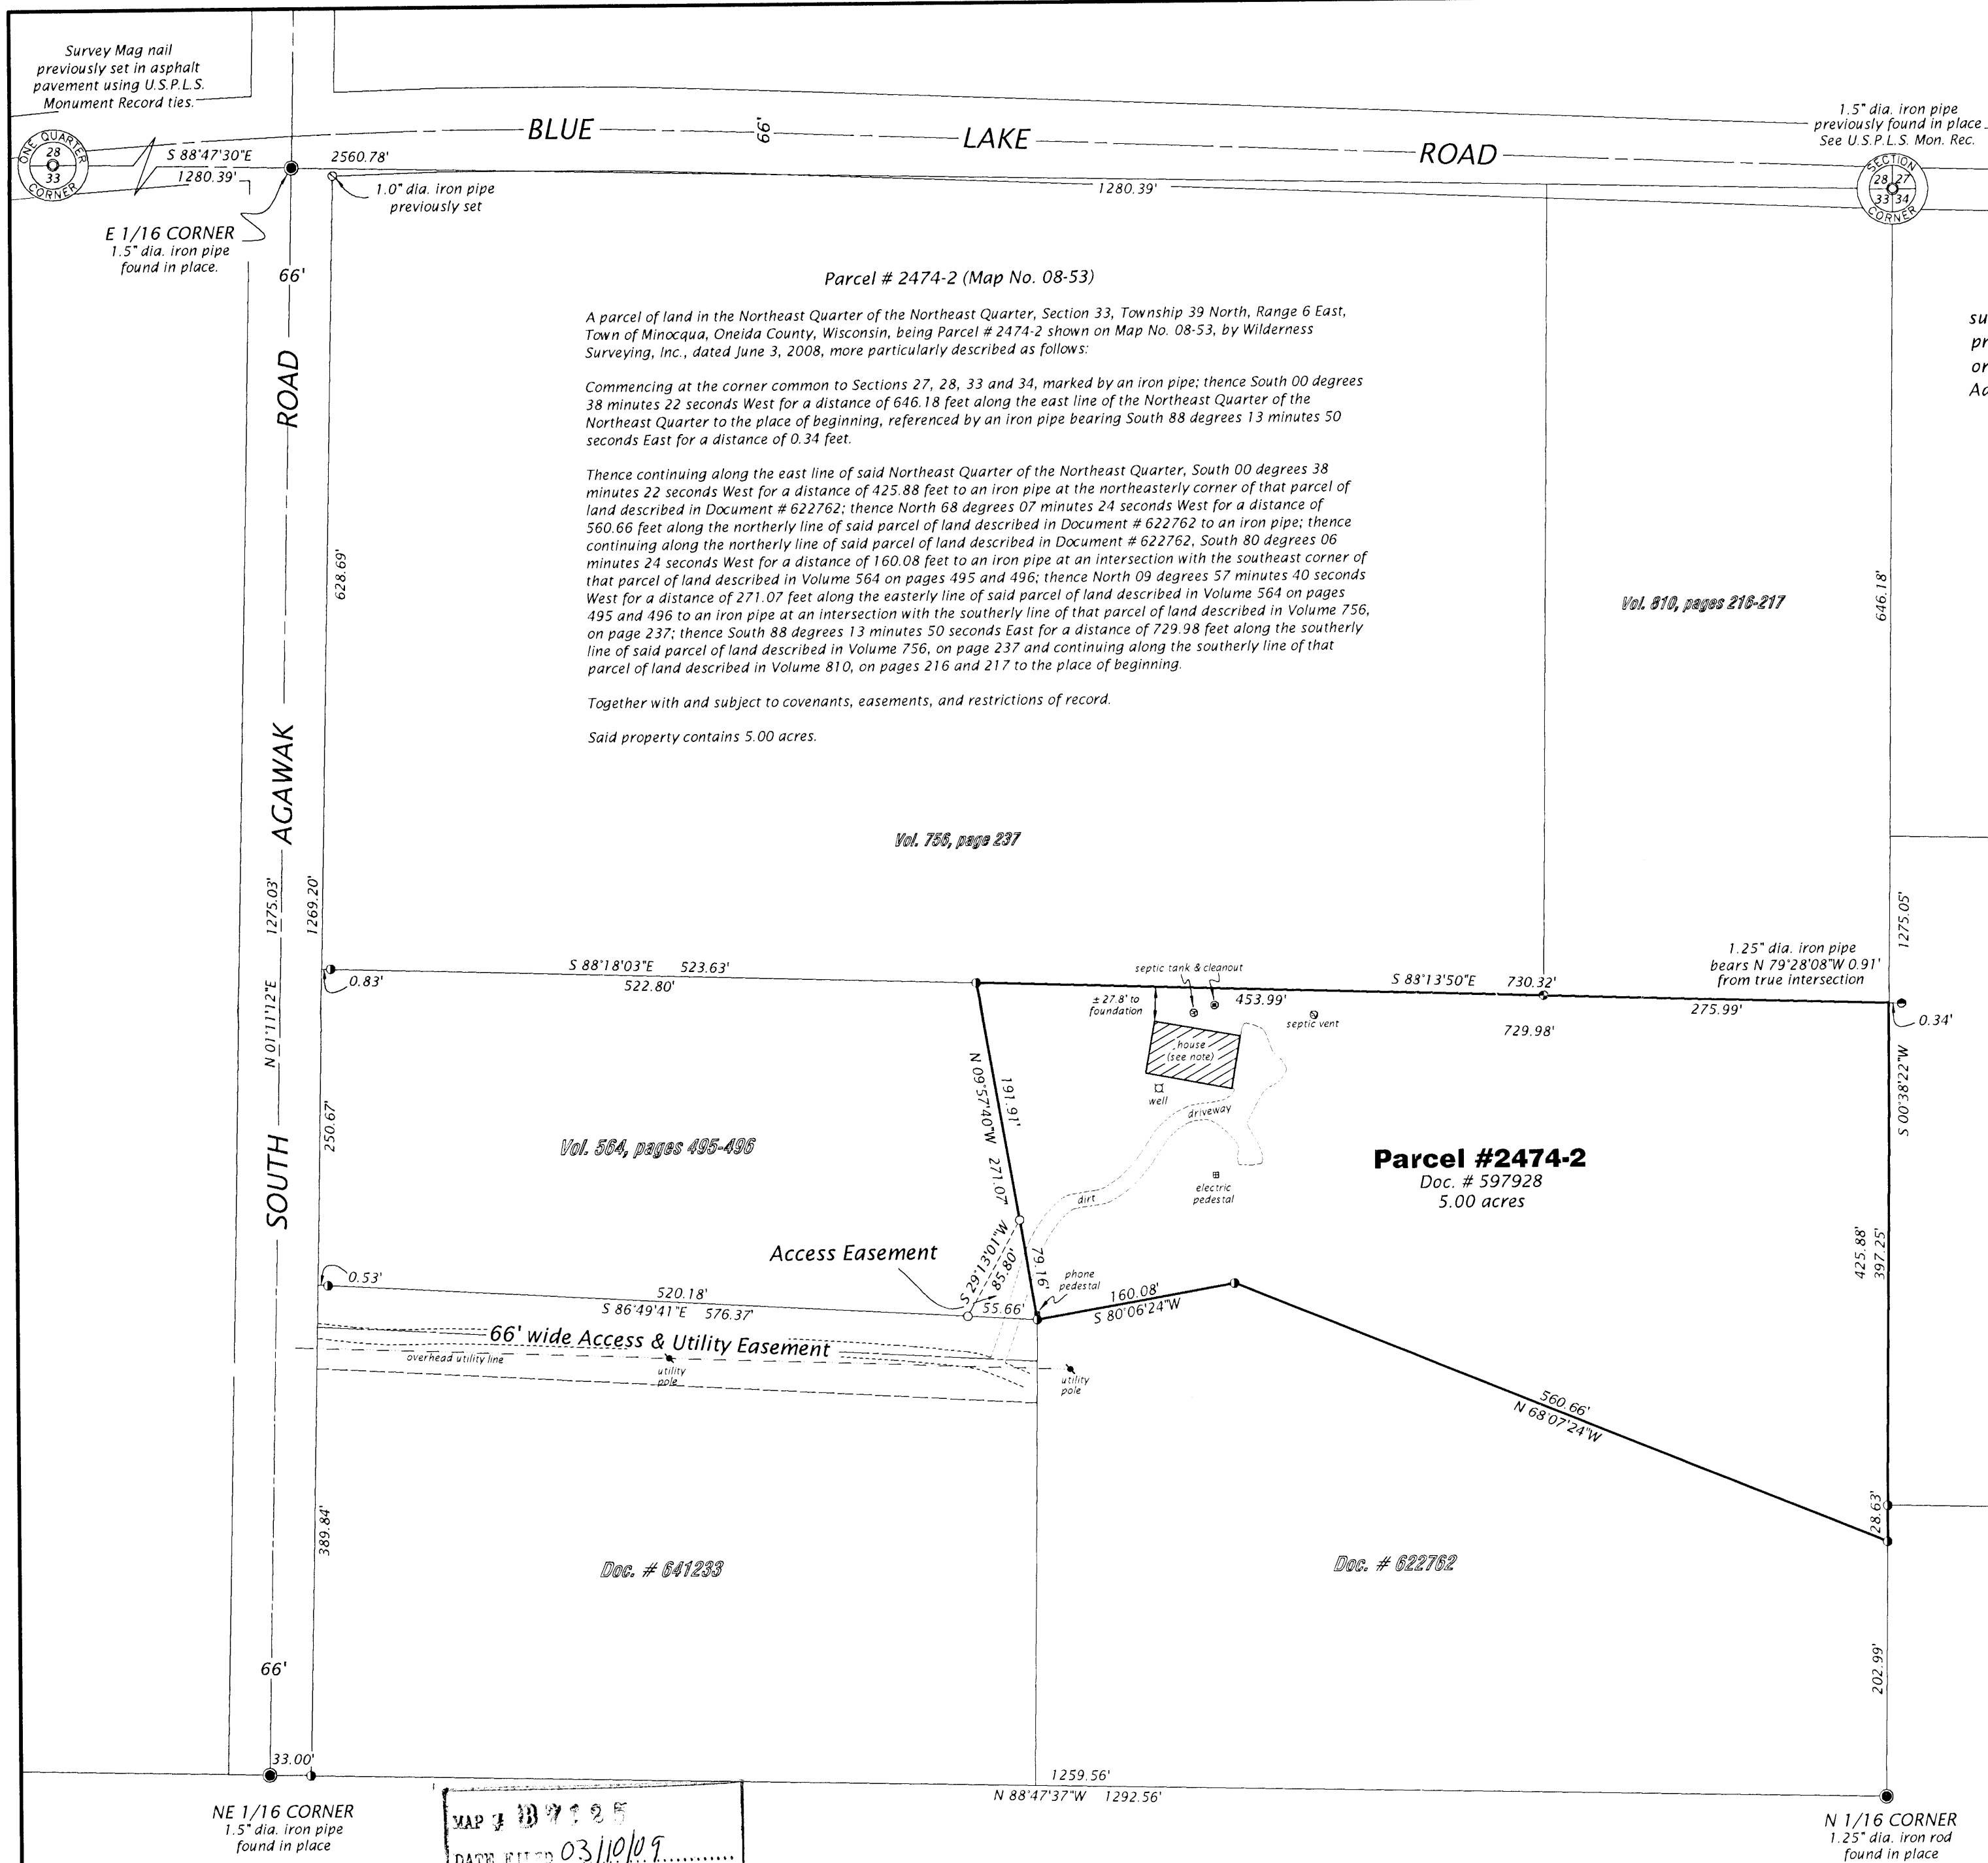 Survey Mag nail
previously set in asphalt
pavement using U.S.P.L.S.
Monument Record ties.
ONE QUARTER
28
33
CORNER
S 88°47'30"E
1280.39'
2560.78'
BLUE
66'
LAKE
ROAD
1280.39'
1.5" dia. iron pipe
previously found in place
See U.S.P.L.S. Mon. Rec.
SECTION
28 27
33 34
CORNER
1.0" dia. iron pipe
previously set
E 1/16 CORNER
1.5" dia. iron pipe
found in place.
66'
Parcel # 2474-2 (Map No. 08-53)
A parcel of land in the Northeast Quarter of the Northeast Quarter, Section 33, Township 39 North, Range 6 East,
Town of Minocqua, Oneida County, Wisconsin, being Parcel # 2474-2 shown on Map No. 08-53, by Wilderness
Surveying, Inc., dated June 3, 2008, more particularly described as follows:
Commencing at the corner common to Sections 27, 28, 33 and 34, marked by an iron pipe; thence South 00 degrees
38 minutes 22 seconds West for a distance of 646.18 feet along the east line of the Northeast Quarter of the
Northeast Quarter to the place of beginning, referenced by an iron pipe bearing South 88 degrees 13 minutes 50
seconds East for a distance of 0.34 feet.
Thence continuing along the east line of said Northeast Quarter of the Northeast Quarter, South 00 degrees 38
minutes 22 seconds West for a distance of 425.88 feet to an iron pipe at the northeasterly corner of that parcel of
land described in Document # 622762; thence North 68 degrees 07 minutes 24 seconds West for a distance of
560.66 feet along the northerly line of said parcel of land described in Document # 622762 to an iron pipe; thence
continuing along the northerly line of said parcel of land described in Document # 622762, South 80 degrees 06
minutes 24 seconds West for a distance of 160.08 feet to an iron pipe at an intersection with the southeast corner of
that parcel of land described in Volume 564 on pages 495 and 496; thence North 09 degrees 57 minutes 40 seconds
West for a distance of 271.07 feet along the easterly line of said parcel of land described in Volume 564 on pages
495 and 496 to an iron pipe at an intersection with the southerly line of that parcel of land described in Volume 756,
on page 237; thence South 88 degrees 13 minutes 50 seconds East for a distance of 729.98 feet along the southerly
line of said parcel of land described in Volume 756, on page 237 and continuing along the southerly line of that
parcel of land described in Volume 810, on pages 216 and 217 to the place of beginning.
Together with and subject to covenants, easements, and restrictions of record.
Said property contains 5.00 acres.
su
pr
or
SOUTH AGAWAK ROAD
628.69'
646.18'
Vol. 810, pages 216-217
Vol. 756, page 237
N 01°11'12"E 1275.03'
1269.20'
1275.05'
0.83'
S 88°18'03"E 523.63'
522.80'
septic tank & cleanout
± 27.8' to
foundation
453.99'
septic vent
S 88°13'50"E 730.32'
729.98'
1.25" dia. iron pipe
bears N 79°28'08"W 0.91'
from true intersection
275.99'
0.34'
house
(see note)
well
driveway
dirt
electric
pedestal
N 09°57'40"W 271.07'
191.91'
250.67'
Vol. 564, pages 495-496
Parcel #2474-2
Doc. # 597928
5.00 acres
S 00°38'22"W
425.88'
397.25'
Access Easement
S 29°13'01"W
85.80'
79.16'
phone
pedestal
0.53'
520.18'
S 86°49'41"E 576.37'
55.66'
160.08'
S 80°06'24"W
66' wide Access & Utility Easement
overhead utility line
utility
pole
utility
pole
560.66'
N 68°07'24"W
28.63'
389.84'
Doc. # 641233
Doc. # 622762
202.99'
66'
33.00'
1259.56'
N 88°47'37"W 1292.56'
NE 1/16 CORNER
1.5" dia. iron pipe
found in place
MAP #
DATE FILED 03/10/09
N 1/16 CORNER
1.25" dia. iron rod
found in place